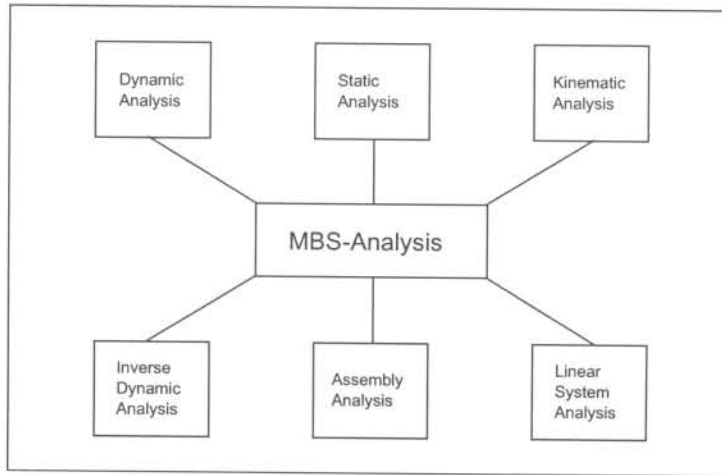 Dynamic
Analysis
Static
Analysis
Kinematic
Analysis
MBS-Analysis
Inverse
Dynamic
Analysis
Assembly
Analysis
Linear
System
Analysis